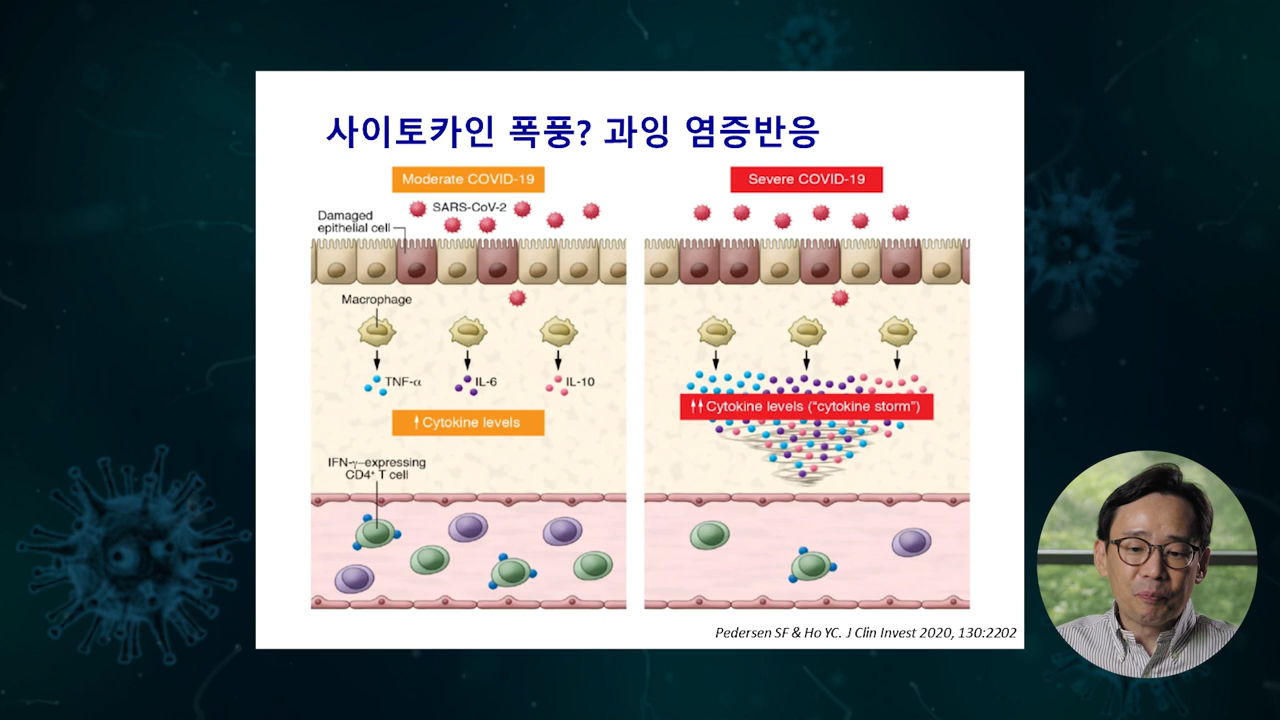 사이토카인 폭풍? 과잉 염증반응
Moderate COVID-19
SARS-CoV-2
Damaged
epithelial cell
Macrophage
TNF-α
IL-6
IL-10
↑ Cytokine levels
IFN-γ–expressing
CD4⁺ T cell
Severe COVID-19
↑↑ Cytokine levels (“cytokine storm”)
Pedersen SF & Ho YC. J Clin Invest 2020, 130:2202